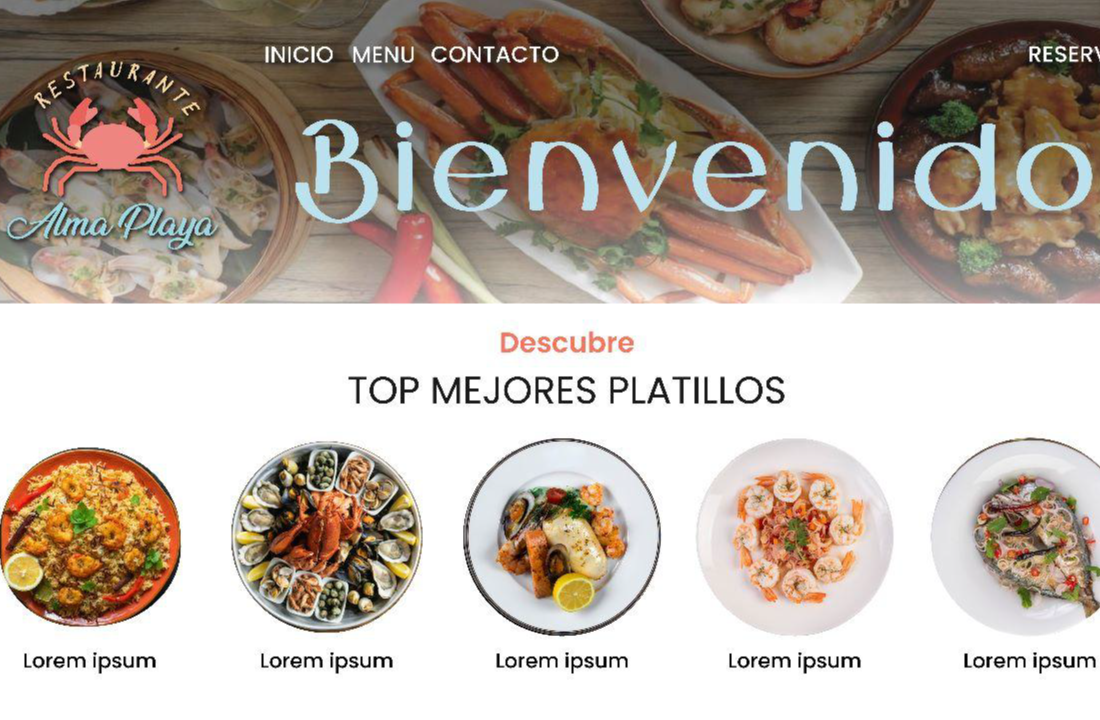 INICIO MENU CONTACTO RESERV
RESTAURANTE
Alma Playa
Bienvenido
Descubre
TOP MEJORES PLATILLOS
Lorem ipsum Lorem ipsum Lorem ipsum Lorem ipsum Lorem ipsum